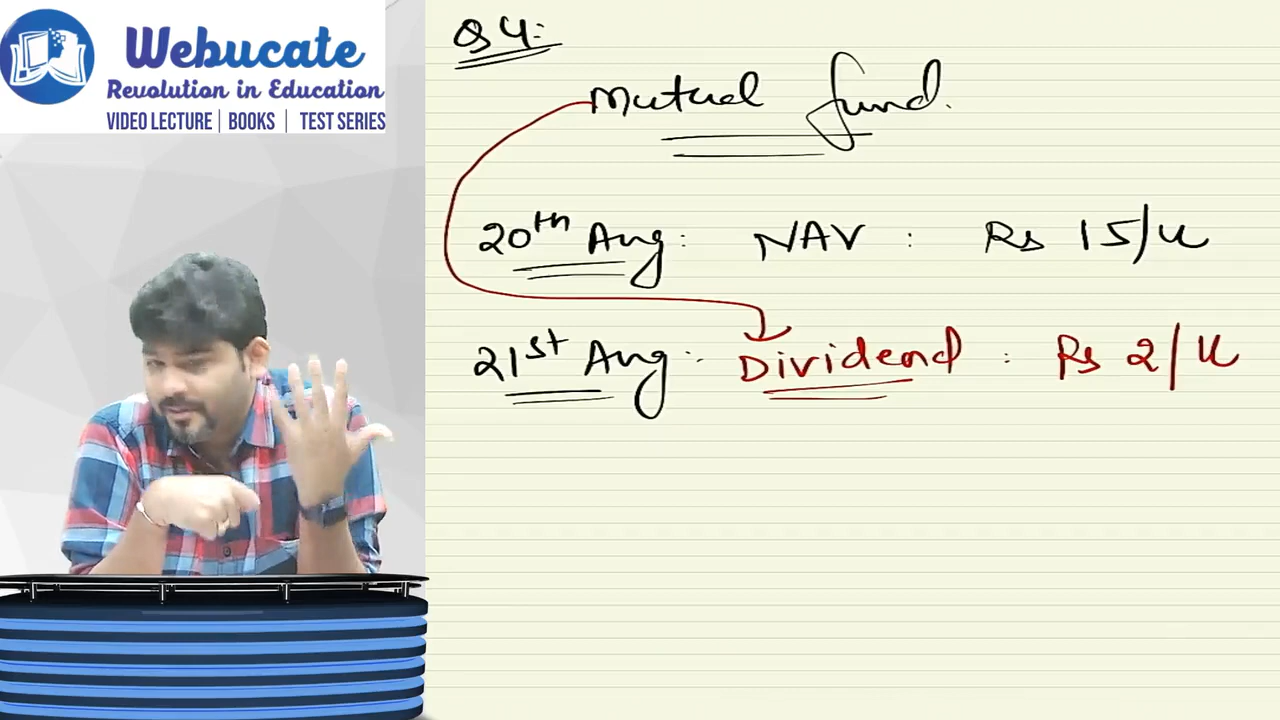 Webucate
Revolution in Education
VIDEO LECTURE | BOOKS | TEST SERIES
Q4:
Mutual fund.
20th Aug: NAV : Rs 15/u
21st Aug: Dividend : Rs 2/u